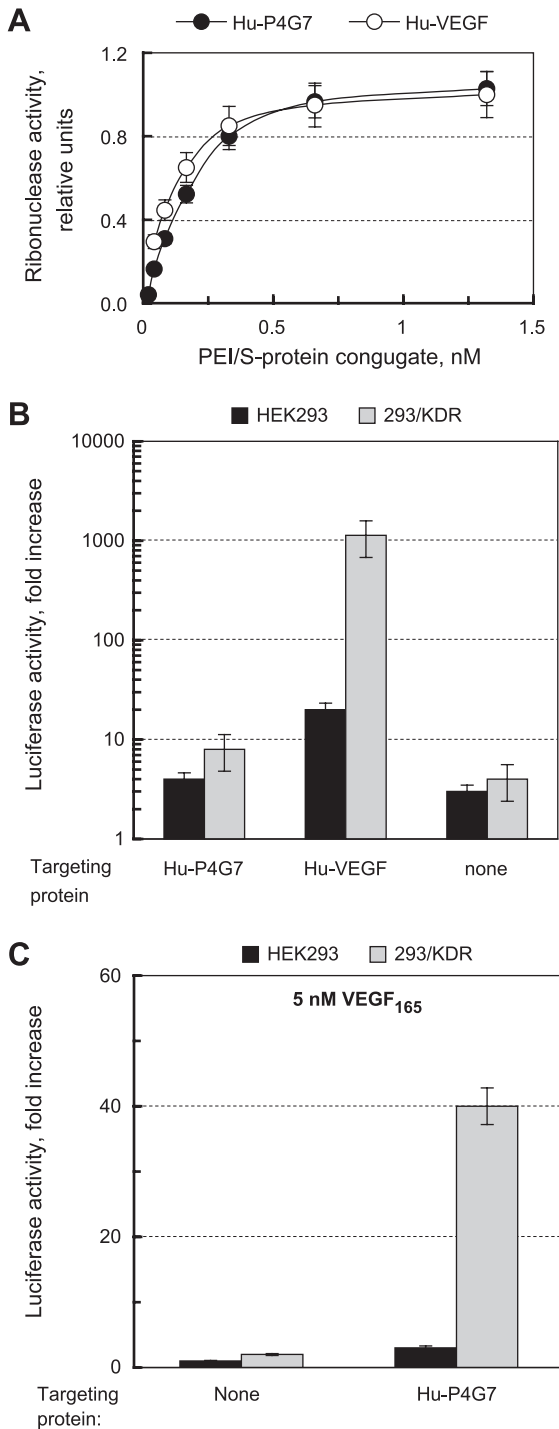 A
Hu-P4G7 Hu-VEGF
Ribonuclease activity,
relative units
1.2
0.8
0.4
0.0
0 0.5 1 1.5
PEI/S-protein congugate, nM
B
HEK293 293/KDR
Luciferase activity, fold increase
10000
1000
100
10
1
Targeting
protein
Hu-P4G7 Hu-VEGF none
C
HEK293 293/KDR
5 nM VEGF165
Luciferase activity, fold increase
60
40
20
0
Targeting
protein:
None Hu-P4G7